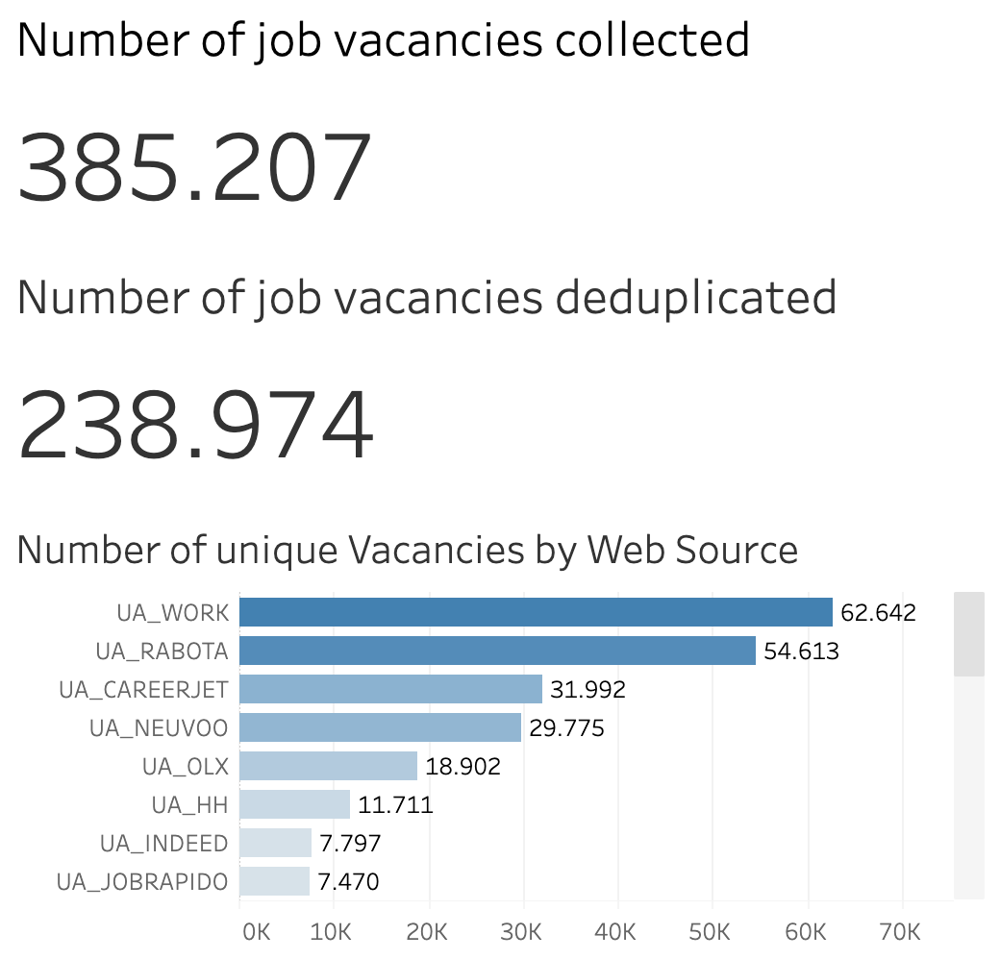 Number of job vacancies collected
385.207
Number of job vacancies deduplicated
238.974
Number of unique Vacancies by Web Source
UA_WORK 62.642
UA_RABOTA 54.613
UA_CAREERJET 31.992
UA_NEUVOO 29.775
UA_OLX 18.902
UA_HH 11.711
UA_INDEED 7.797
UA_JOBRAPIDO 7.470
0K 10K 20K 30K 40K 50K 60K 70K